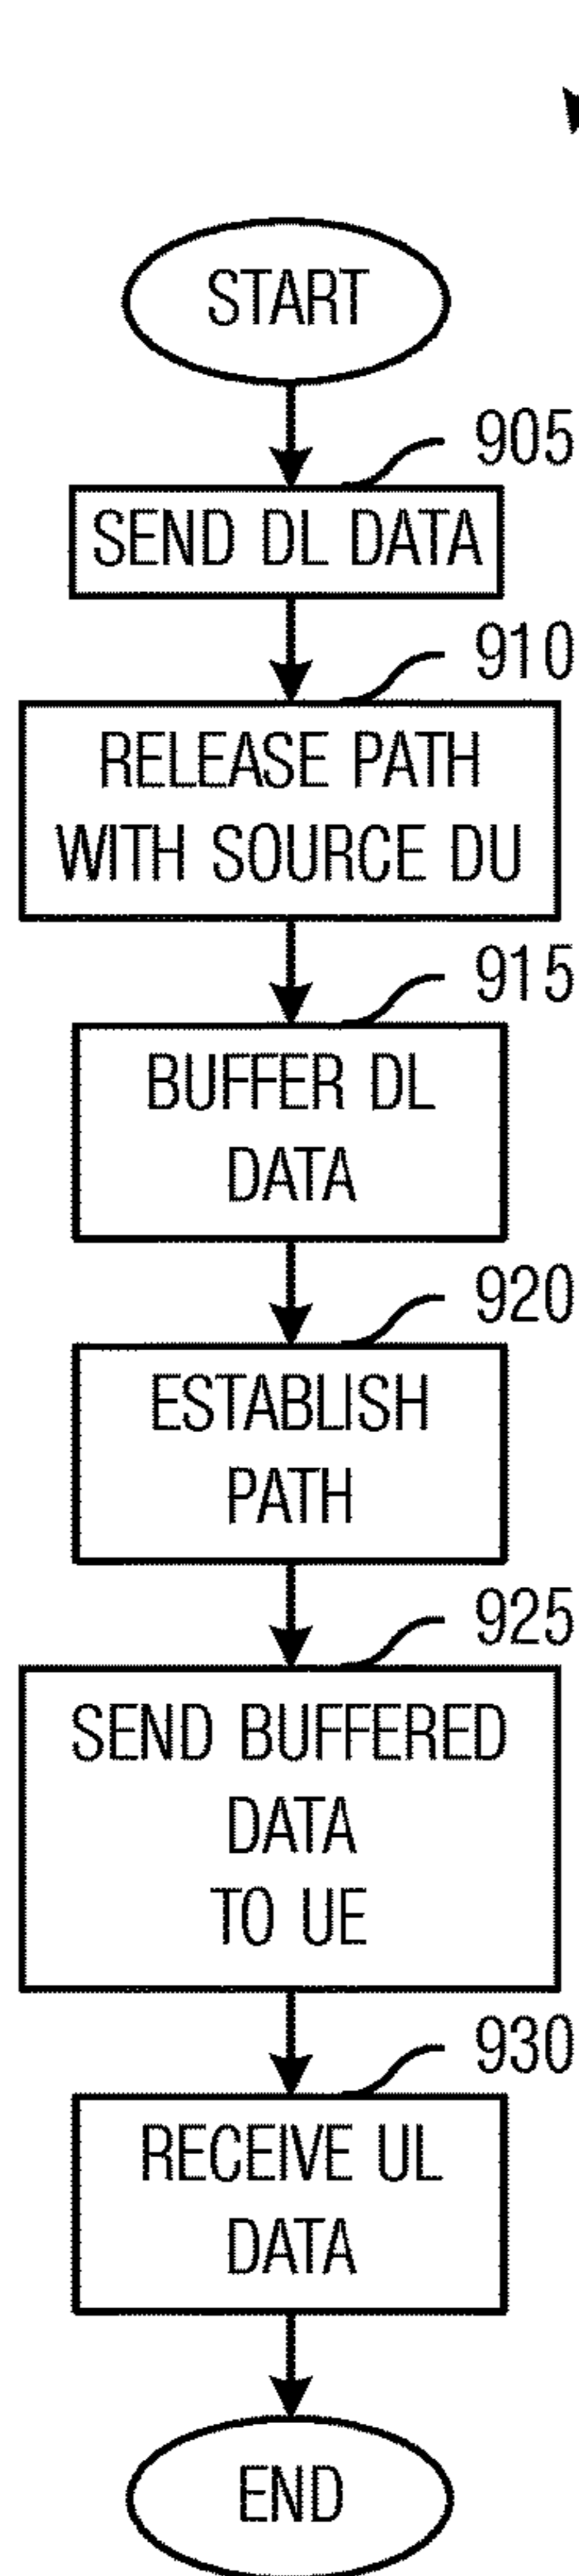 START
905
SEND DL DATA
910
RELEASE PATH
WITH SOURCE DU
915
BUFFER DL
DATA
920
ESTABLISH
PATH
925
SEND BUFFERED
DATA
TO UE
930
RECEIVE UL
DATA
END